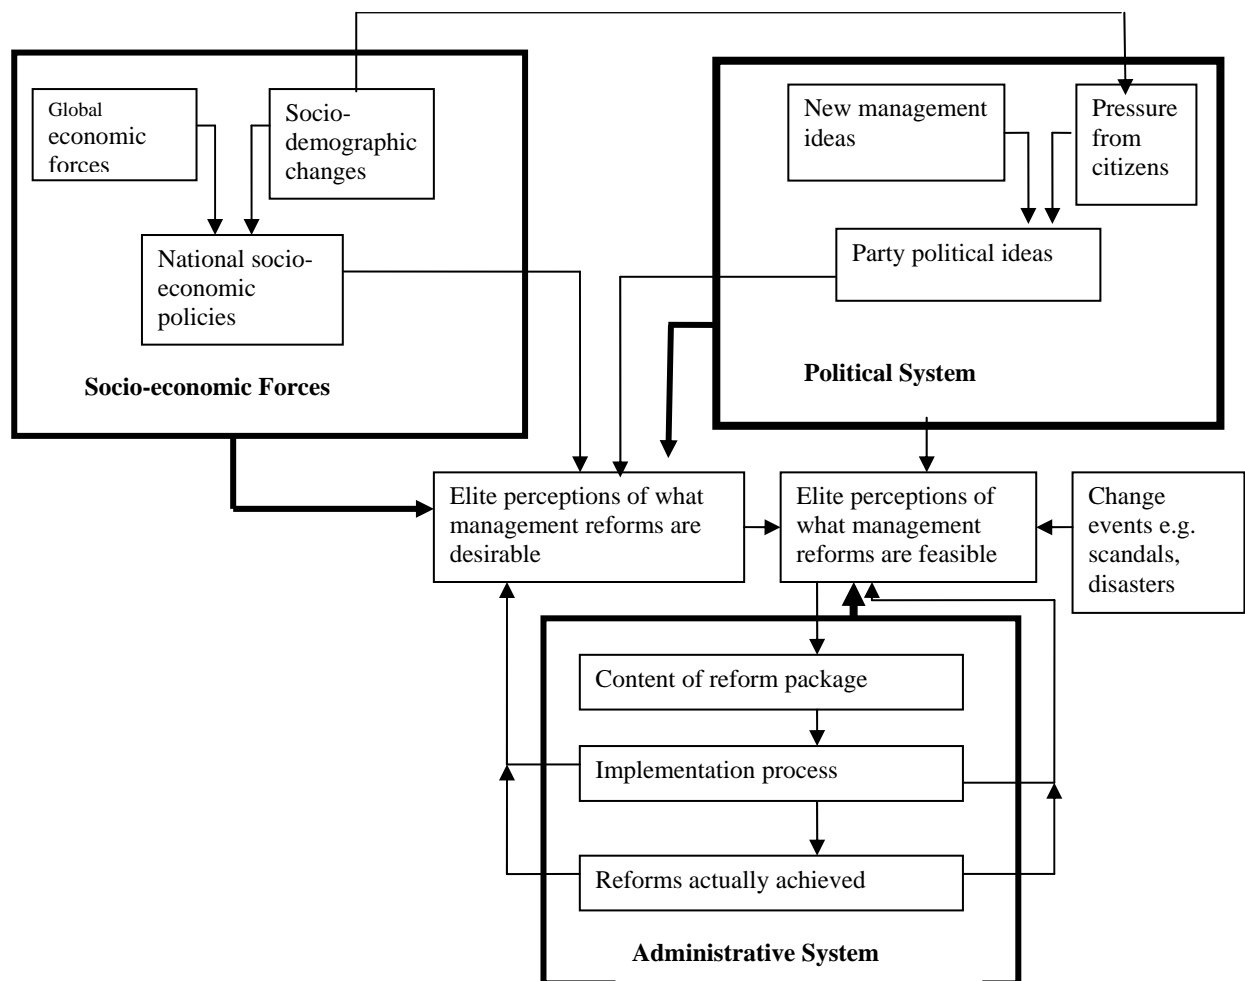 Global
economic
forces
Socio-
demographic
changes
National socio-
economic
policies
Socio-economic Forces
New management
ideas
Pressure
from
citizens
Party political ideas
Political System
Elite perceptions of what
management reforms are
desirable
Elite perceptions of
what management
reforms are feasible
Change
events e.g.
scandals,
disasters
Content of reform package
Implementation process
Reforms actually achieved
Administrative System